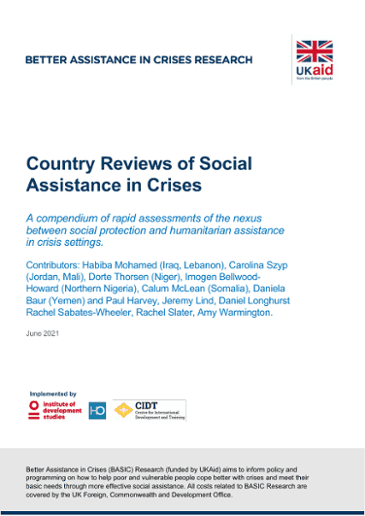 BETTER ASSISTANCE IN CRISES RESEARCH
UKaid
from the British people
Country Reviews of Social
Assistance in Crises
A compendium of rapid assessments of the nexus
between social protection and humanitarian assistance
in crisis settings.
Contributors: Habiba Mohamed (Iraq, Lebanon), Carolina Szyp
(Jordan, Mali), Dorte Thorsen (Niger), Imogen Bellwood-
Howard (Northern Nigeria), Calum McLean (Somalia), Daniela
Baur (Yemen) and Paul Harvey, Jeremy Lind, Daniel Longhurst
Rachel Sabates-Wheeler, Rachel Slater, Amy Warmington.
June 2021
Implemented by
institute of
development
studies
CIDT
Centre for International
Development and Training
Better Assistance in Crises (BASIC) Research (funded by UKAid) aims to inform policy and
programming on how to help poor and vulnerable people cope better with crises and meet their
basic needs through more effective social assistance. All costs related to BASIC Research are
covered by the UK Foreign, Commonwealth and Development Office.